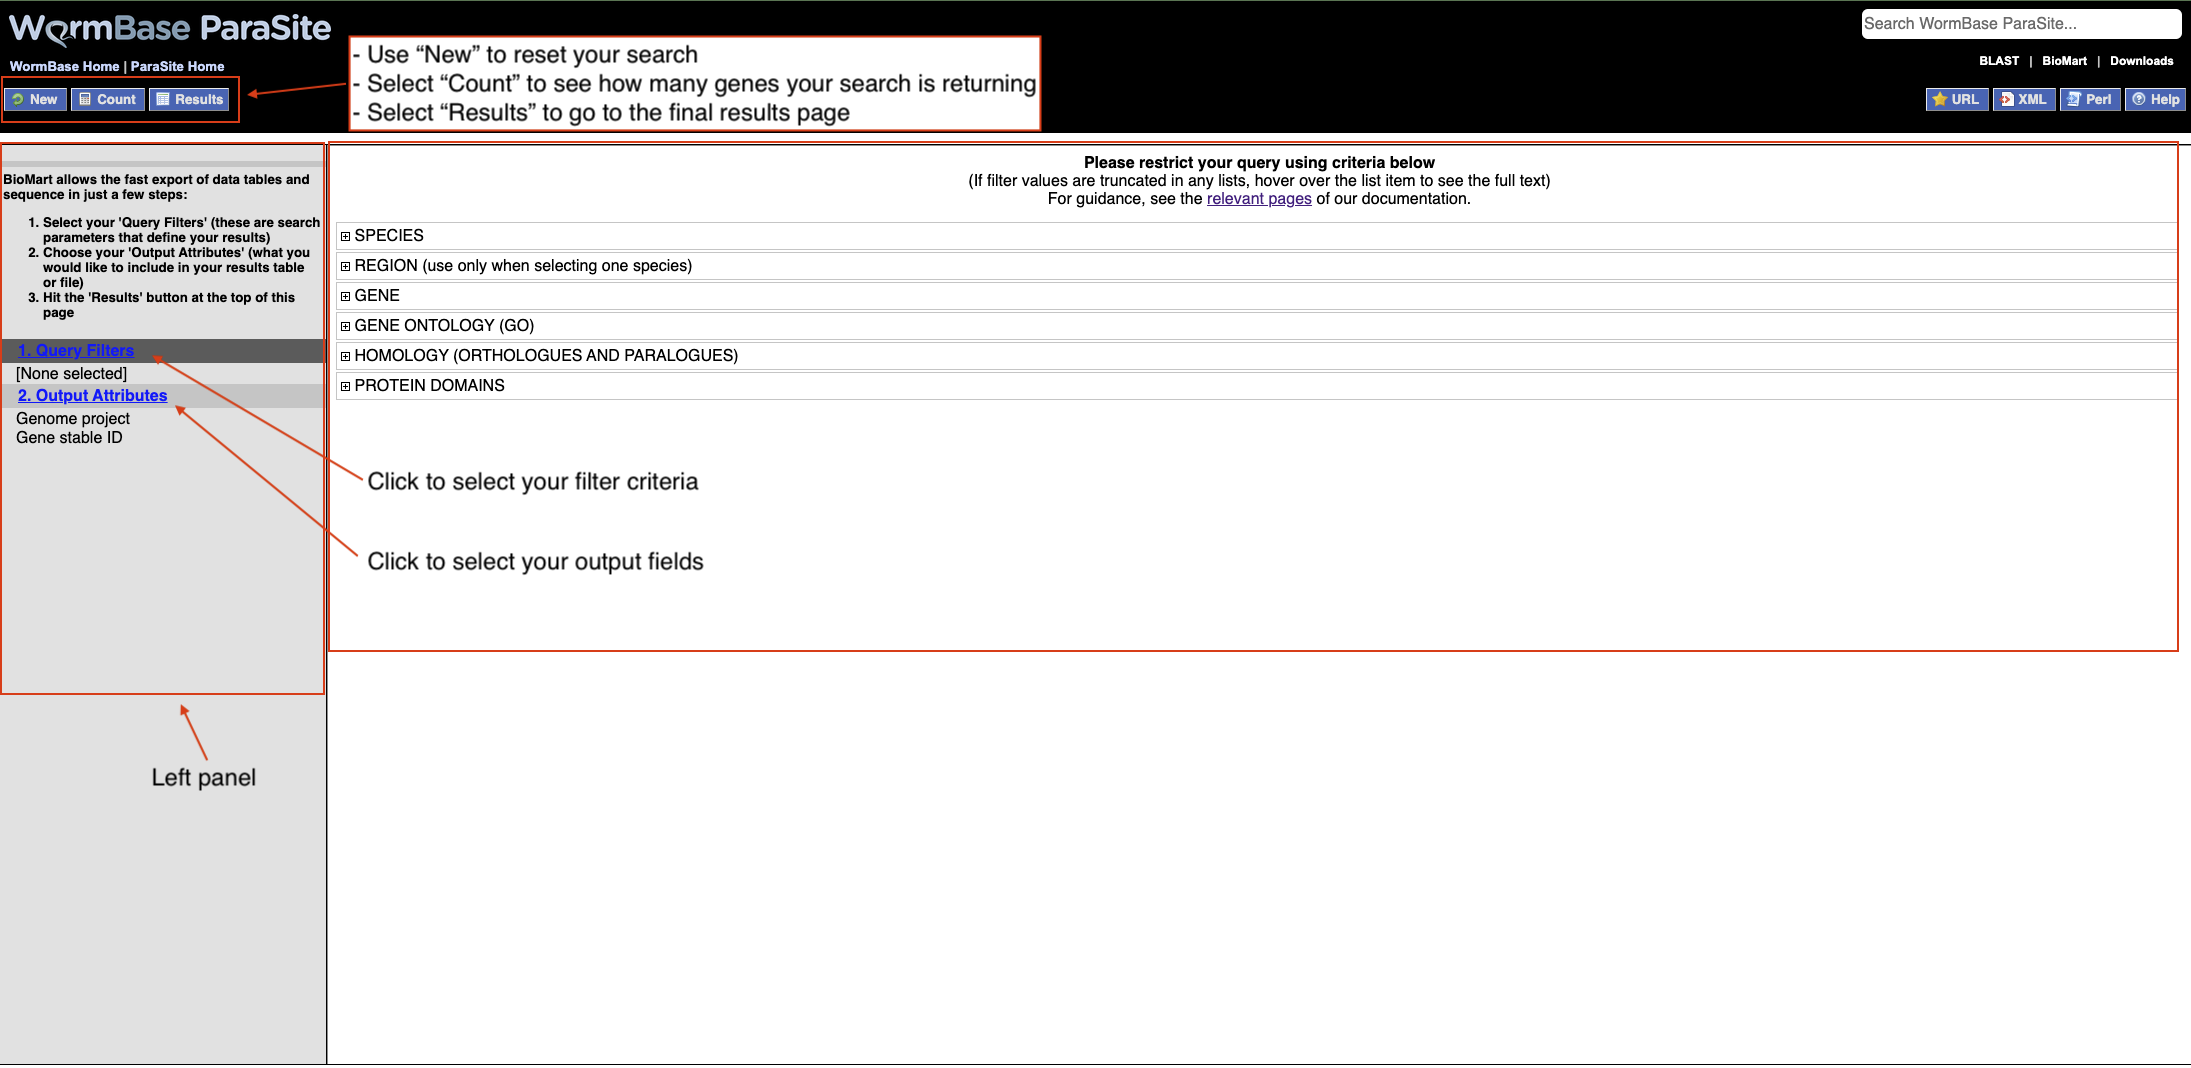 WormBase ParaSite
Search WormBase ParaSite...
WormBase Home | ParaSite Home
BLAST | BioMart | Downloads
New Count Results
URL XML Perl Help
- Use “New” to reset your search
- Select “Count” to see how many genes your search is returning
- Select “Results” to go to the final results page
BioMart allows the fast export of data tables and
sequence in just a few steps:
1. Select your 'Query Filters' (these are search
parameters that define your results)
2. Choose your 'Output Attributes' (what you
would like to include in your results table
or file)
3. Hit the 'Results' button at the top of this
page
1. Query Filters
[None selected]
2. Output Attributes
Genome project
Gene stable ID
Left panel
Please restrict your query using criteria below
(If filter values are truncated in any lists, hover over the list item to see the full text)
For guidance, see the relevant pages of our documentation.
SPECIES
REGION (use only when selecting one species)
GENE
GENE ONTOLOGY (GO)
HOMOLOGY (ORTHOLOGUES AND PARALOGUES)
PROTEIN DOMAINS
Click to select your filter criteria
Click to select your output fields